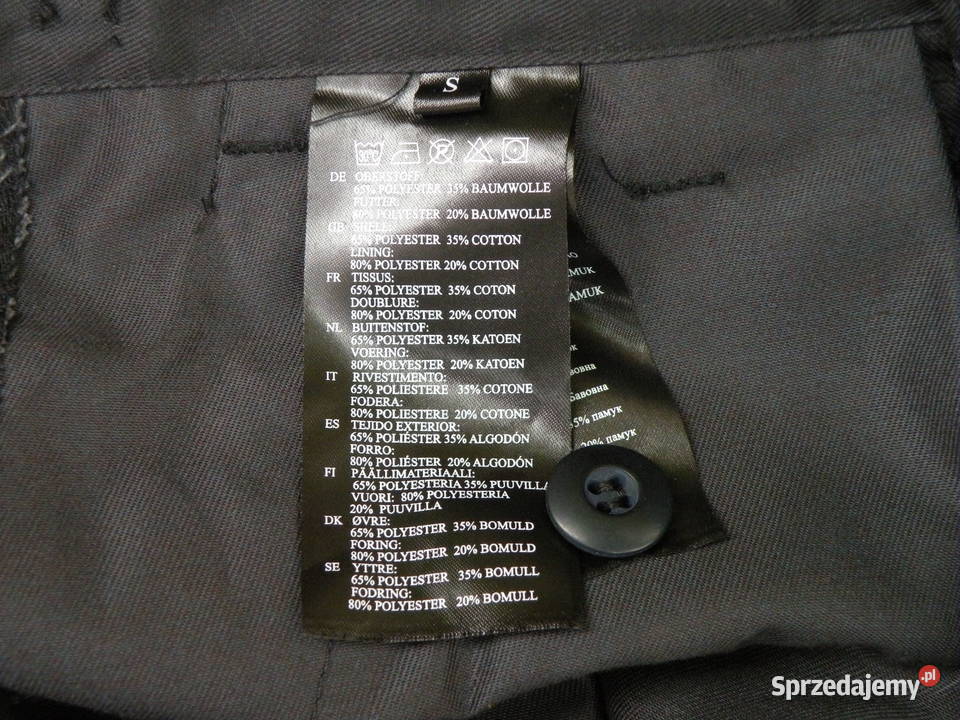 S
30°C
DE OBERSTOFF:
65% POLYESTER 35% BAUMWOLLE
FUTTER:
80% POLYESTER 20% BAUMWOLLE
GB SHELL:
65% POLYESTER 35% COTTON
LINING:
80% POLYESTER 20% COTTON
FR TISSUS:
65% POLYESTER 35% COTON
DOUBLURE:
80% POLYESTER 20% COTON
NL BUITENSTOF:
65% POLYESTER 35% KATOEN
VOERING:
80% POLYESTER 20% KATOEN
IT RIVESTIMENTO:
65% POLIESTERE 35% COTONE
FODERA:
80% POLIESTERE 20% COTONE
ES TEJIDO EXTERIOR:
65% POLIÉSTER 35% ALGODÓN
FORRO:
80% POLIÉSTER 20% ALGODÓN
FI PÄÄLLIMATERIAALI:
65% POLYESTERIA 35% PUUVILLA
VUORI: 80% POLYESTERIA
20% PUUVILLA
DK ØVRE:
65% POLYESTER 35% BOMULD
FORING:
80% POLYESTER 20% BOMULD
SE YTTRE:
65% POLYESTER 35% BOMULL
FODRING:
80% POLYESTER 20% BOMULL
5% памук
20% памук
Sprzedajemy.pl